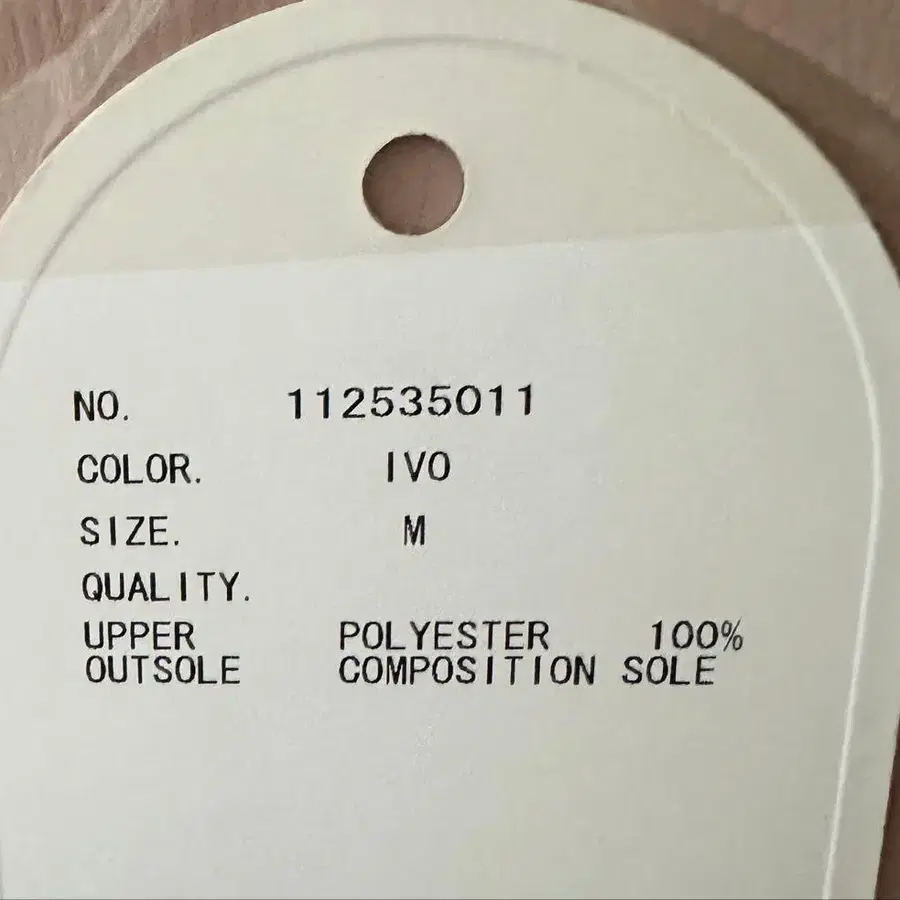 NO. 112535011
COLOR. IVO
SIZE. M
QUALITY.
UPPER POLYESTER 100%
OUTSOLE COMPOSITION SOLE